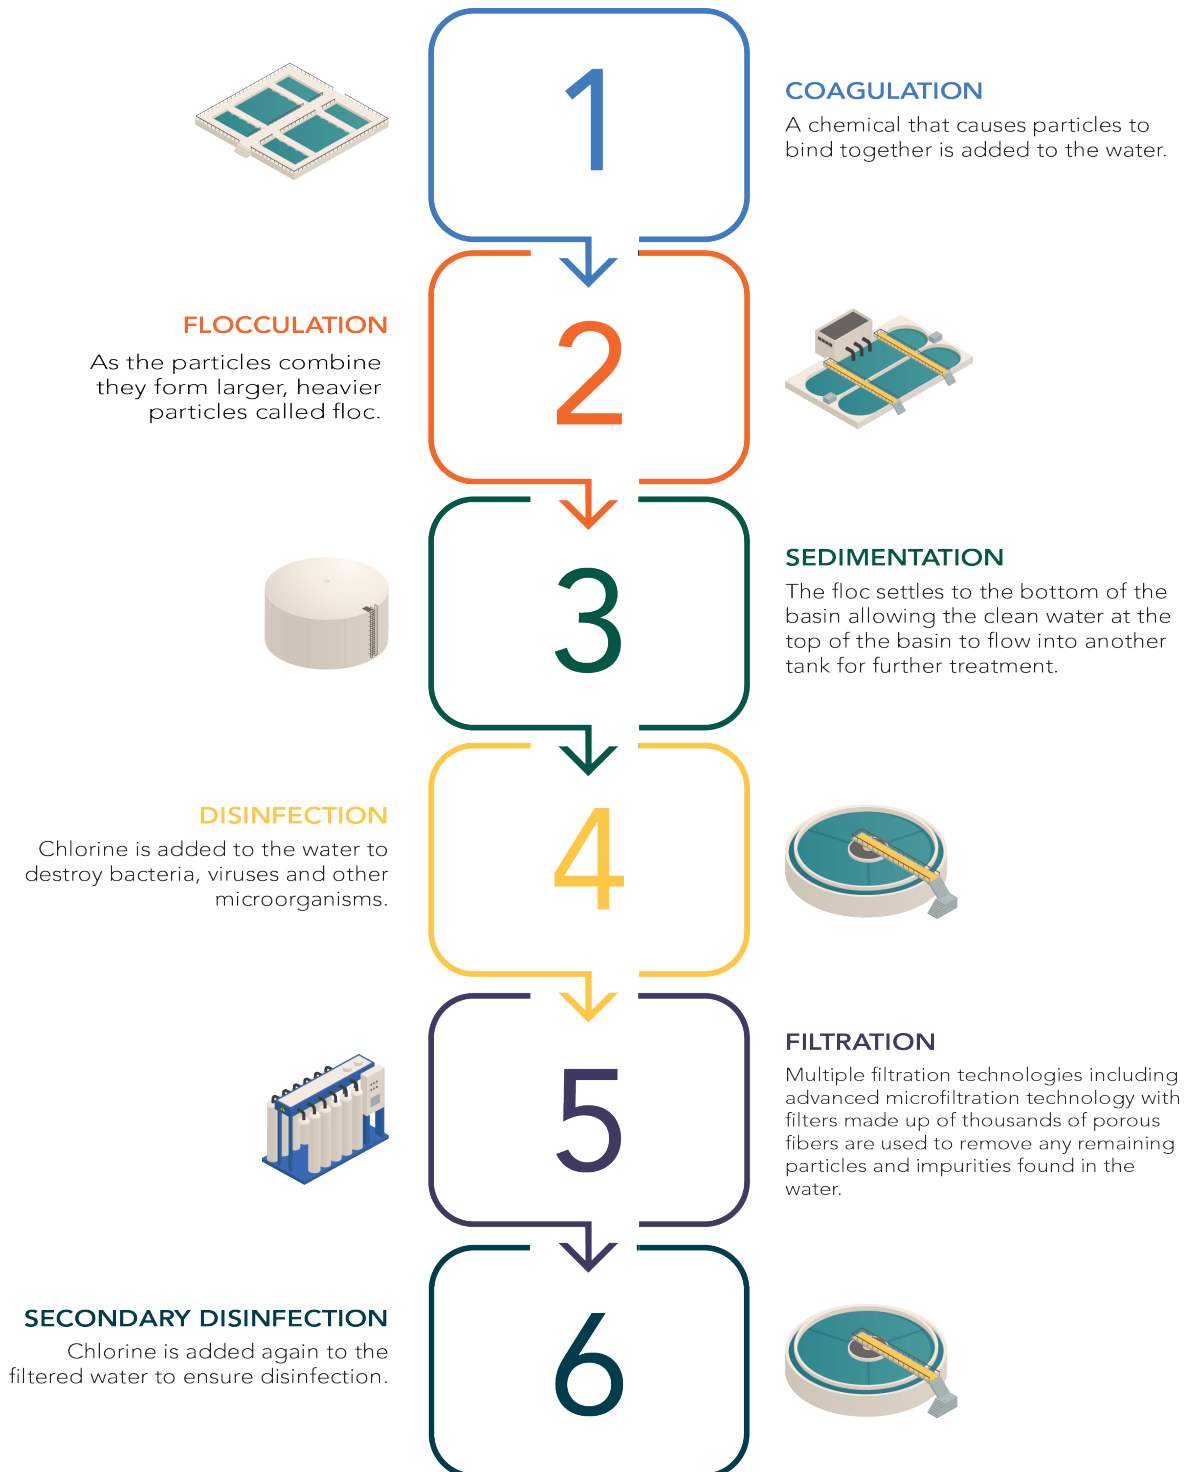 1
COAGULATION
A chemical that causes particles to
bind together is added to the water.
2
FLOCCULATION
As the particles combine
they form larger, heavier
particles called floc.
3
SEDIMENTATION
The floc settles to the bottom of the
basin allowing the clean water at the
top of the basin to flow into another
tank for further treatment.
4
DISINFECTION
Chlorine is added to the water to
destroy bacteria, viruses and other
microorganisms.
5
FILTRATION
Multiple filtration technologies including
advanced microfiltration technology with
filters made up of thousands of porous
fibers are used to remove any remaining
particles and impurities found in the
water.
6
SECONDARY DISINFECTION
Chlorine is added again to the
filtered water to ensure disinfection.